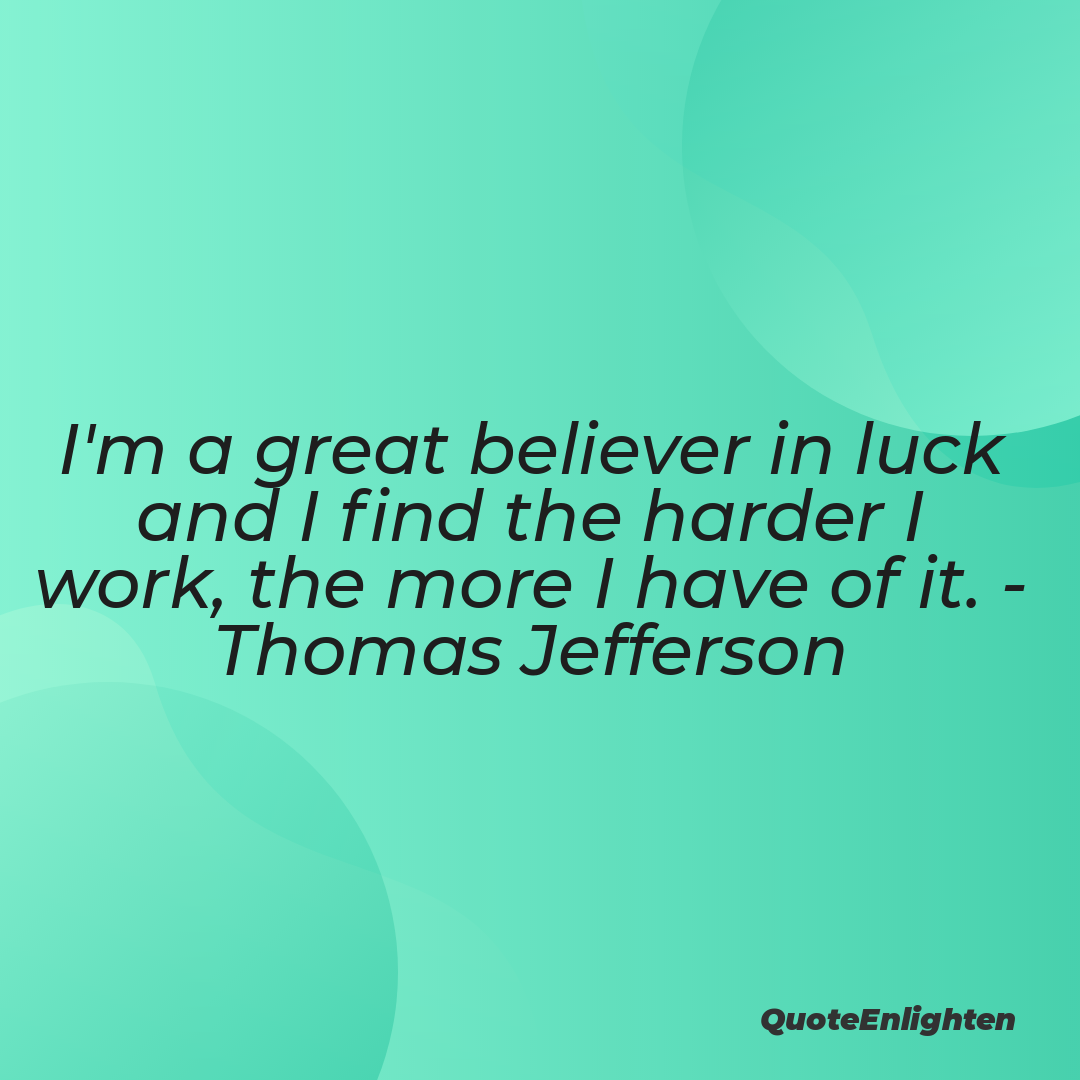 I'm a great believer in luck
and I find the harder I
work, the more I have of it. -
Thomas Jefferson
QuoteEnlighten